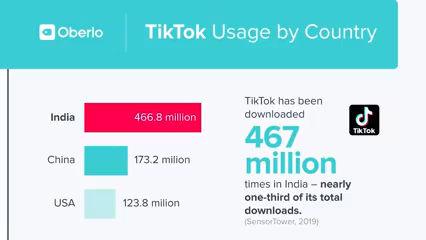 Oberlo
TikTok Usage by Country
India
466.8 million
China
173.2 milion
USA
123.8 milion
TikTok has been
downloaded
467
million
times in India – nearly
one-third of its total
downloads.
(SensorTower, 2019)
TikTok